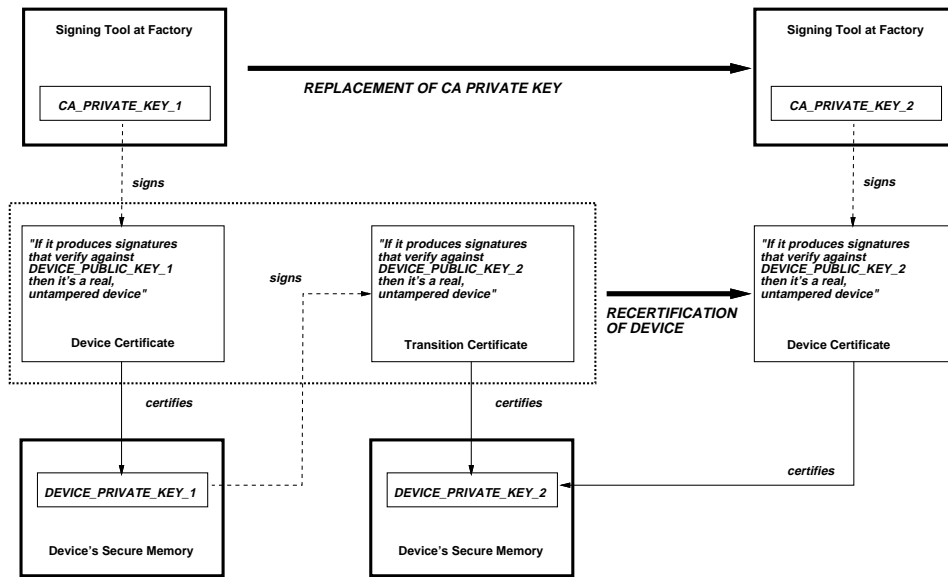 Signing Tool at Factory
CA_PRIVATE_KEY_1
REPLACEMENT OF CA PRIVATE KEY
Signing Tool at Factory
CA_PRIVATE_KEY_2
signs
signs
"If it produces signatures
that verify against
DEVICE_PUBLIC_KEY_1
then it's a real,
untampered device"
Device Certificate
signs
"If it produces signatures
that verify against
DEVICE_PUBLIC_KEY_2
then it's a real,
untampered device"
Transition Certificate
RECERTIFICATION
OF DEVICE
"If it produces signatures
that verify against
DEVICE_PUBLIC_KEY_2
then it's a real,
untampered device"
Device Certificate
certifies
certifies
certifies
DEVICE_PRIVATE_KEY_1
Device's Secure Memory
DEVICE_PRIVATE_KEY_2
Device's Secure Memory